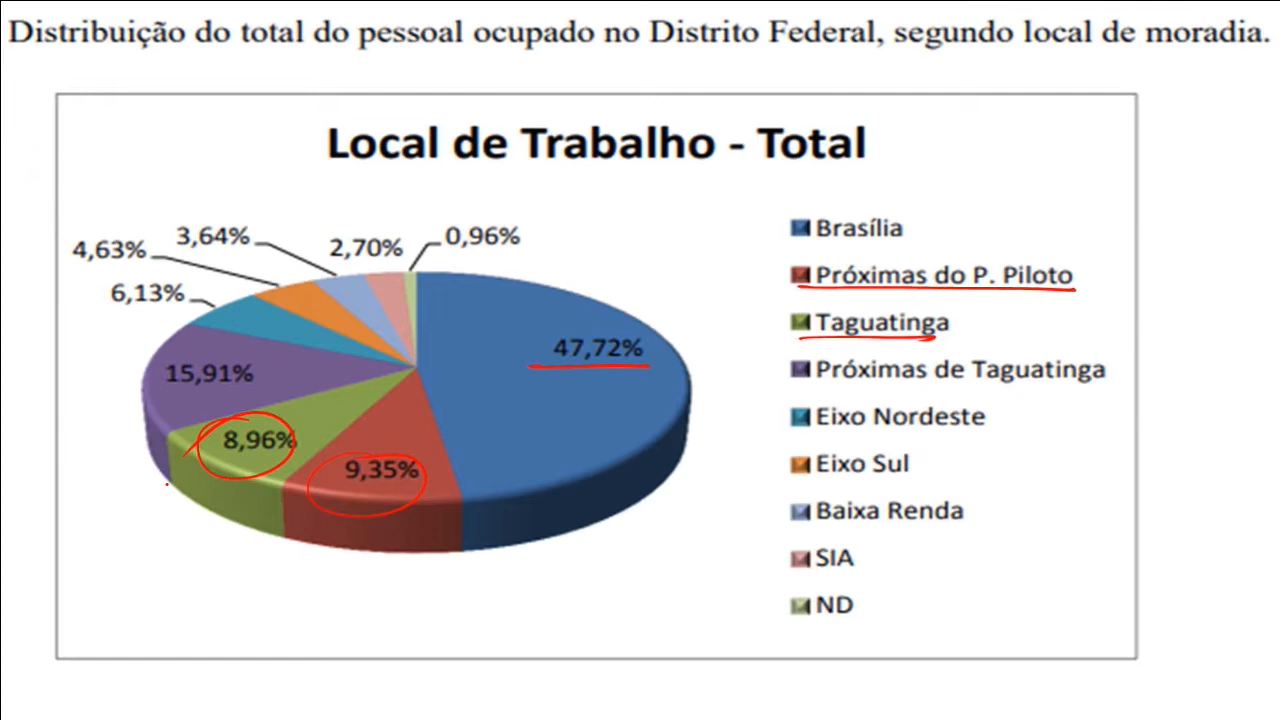 Distribuição do total do pessoal ocupado no Distrito Federal, segundo local de moradia.
Local de Trabalho - Total
4,63%
3,64%
2,70%
0,96%
6,13%
15,91%
8,96%
9,35%
47,72%
Brasília
Próximas do P. Piloto
Taguatinga
Próximas de Taguatinga
Eixo Nordeste
Eixo Sul
Baixa Renda
SIA
ND